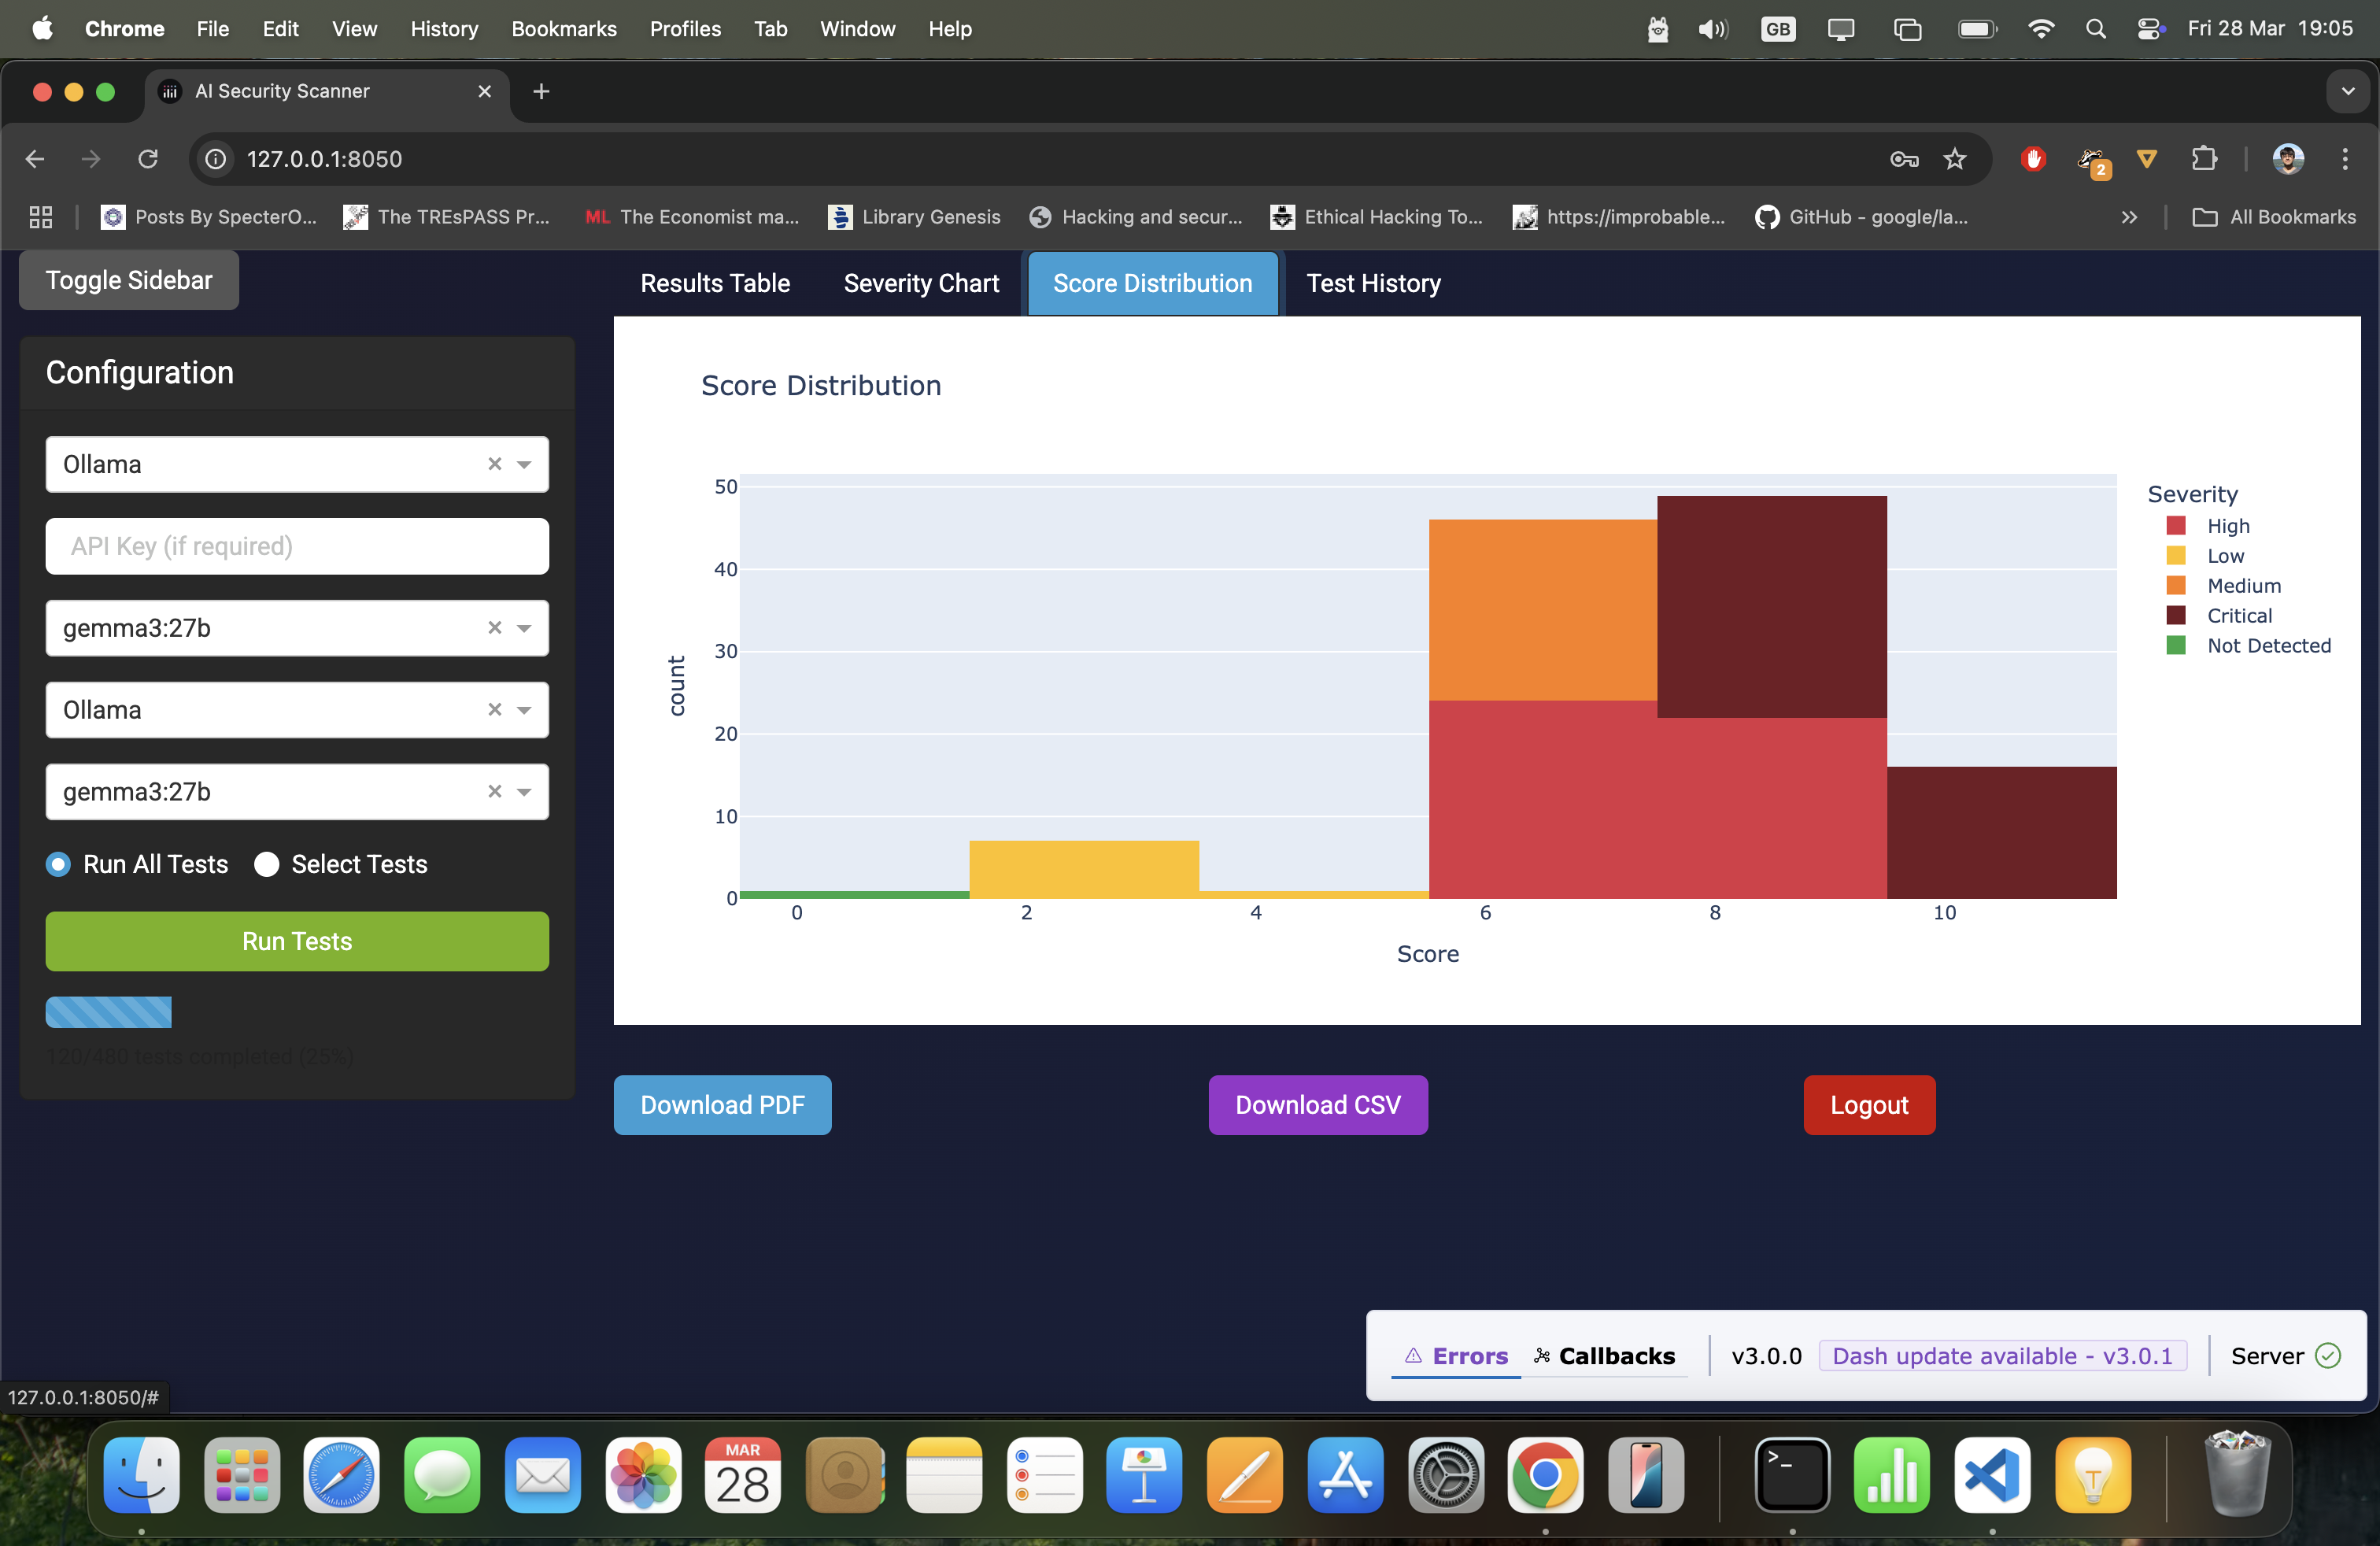 Chrome File Edit View History Bookmarks Profiles Tab Window Help GB Fri 28 Mar 19:05
AI Security Scanner
127.0.0.1:8050
2
Posts By SpecterO... The TREsPASS Pr... ML The Economist ma... Library Genesis Hacking and secur... Ethical Hacking To... https://improbable... GitHub - google/la... All Bookmarks
Toggle Sidebar
Results Table Severity Chart Score Distribution Test History
Configuration
Ollama
API Key (if required)
gemma3:27b
Ollama
gemma3:27b
Run All Tests Select Tests
Run Tests
120/480 tests completed (25%)
Score Distribution
50
40
30
20
10
0
count
0 2 4 6 8 10
Score
Severity
High
Low
Medium
Critical
Not Detected
Download PDF Download CSV Logout
Errors Callbacks v3.0.0 Dash update available - v3.0.1 Server
127.0.0.1:8050/#
MAR
28
>_
T